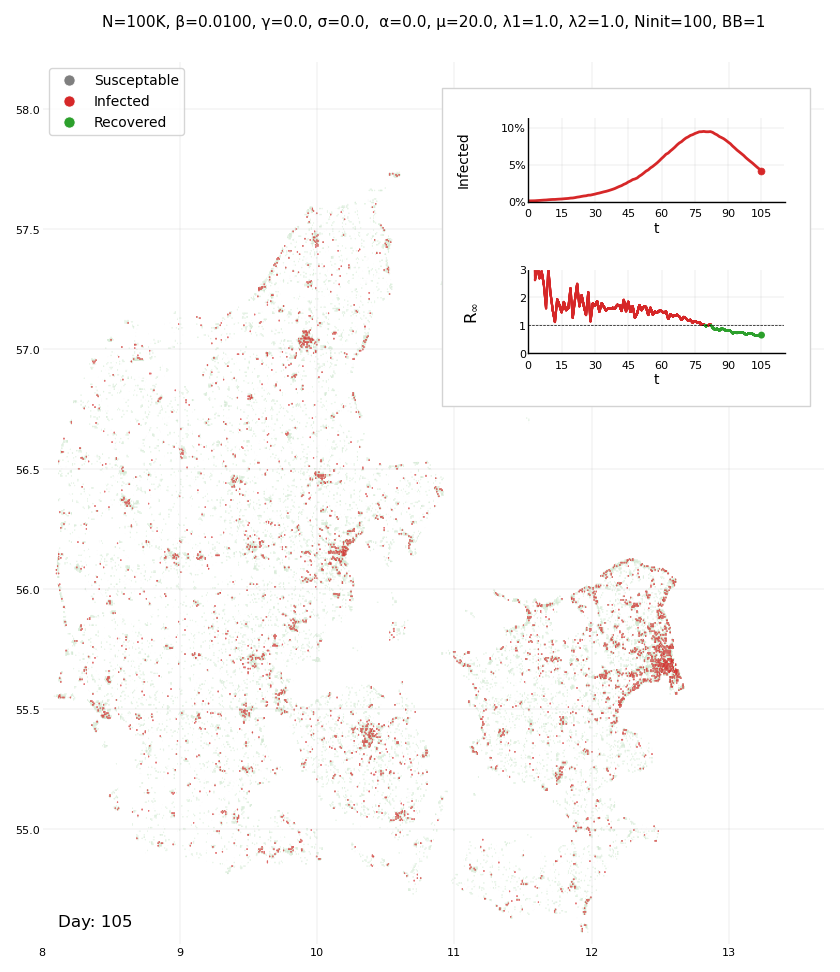 N=100K, β=0.0100, γ=0.0, σ=0.0, α=0.0, μ=20.0, λ1=1.0, λ2=1.0, Ninit=100, BB=1
Susceptable
Infected
Recovered
10%
5%
0%
Infected
0 15 30 45 60 75 90 105
t
3
2
1
0
R∞
0 15 30 45 60 75 90 105
t
58.0
57.5
57.0
56.5
56.0
55.5
55.0
Day: 105
8 9 10 11 12 13